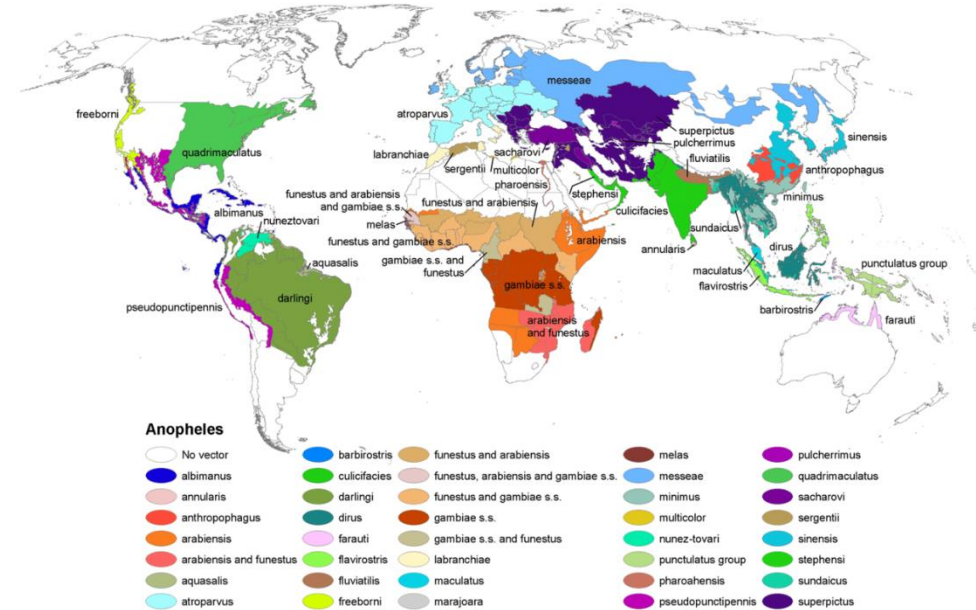 messeae
freeborni
atroparvus
quadrimaculatus
superpictus
pulcherrimus
sinensis
labranchiae
sacharovi
sergentii
multicolor
fluviatilis
anthropophagus
pharoensis
stephensi
minimus
funestus and arabiensis
and gambiae s.s.
funestus and arabiensis
albimanus
nuneztovari
culicifacies
sundaicus
melas
arabiensis
funestus and gambiae s.s.
annularis
dirus
gambiae s.s. and
funestus
aquasalis
maculatus
punctulatus group
gambiae s.s.
flavirostris
darlingi
pseudopunctipennis
barbirostris
arabiensis
and funestus
farauti
Anopheles
No vector
albimanus
annularis
anthropophagus
arabiensis
arabiensis and funestus
aquasalis
atroparvus
barbirostris
culicifacies
darlingi
dirus
farauti
flavirostris
fluviatilis
freeborni
funestus and arabiensis
funestus, arabiensis and gambiae s.s.
funestus and gambiae s.s.
gambiae s.s.
gambiae s.s. and funestus
labranchiae
maculatus
marajoara
melas
messeae
minimus
multicolor
nunez-tovari
punctulatus group
pharoahensis
pseudopunctipennis
pulcherrimus
quadrimaculatus
sacharovi
sergentii
sinensis
stephensi
sundaicus
superpictus